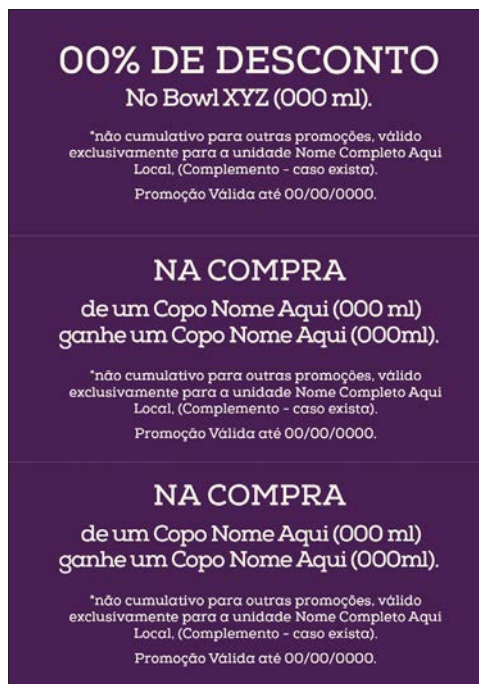 00% DE DESCONTO
No Bowl XYZ (000 ml).
*não cumulativo para outras promoções, válido
exclusivamente para a unidade Nome Completo Aqui
Local, (Complemento - caso exista).
Promoção Válida até 00/00/0000.
NA COMPRA
de um Copo Nome Aqui (000 ml)
ganhe um Copo Nome Aqui (000ml).
*não cumulativo para outras promoções, válido
exclusivamente para a unidade Nome Completo Aqui
Local, (Complemento - caso exista).
Promoção Válida até 00/00/0000.
NA COMPRA
de um Copo Nome Aqui (000 ml)
ganhe um Copo Nome Aqui (000ml).
*não cumulativo para outras promoções, válido
exclusivamente para a unidade Nome Completo Aqui
Local, (Complemento - caso exista).
Promoção Válida até 00/00/0000.